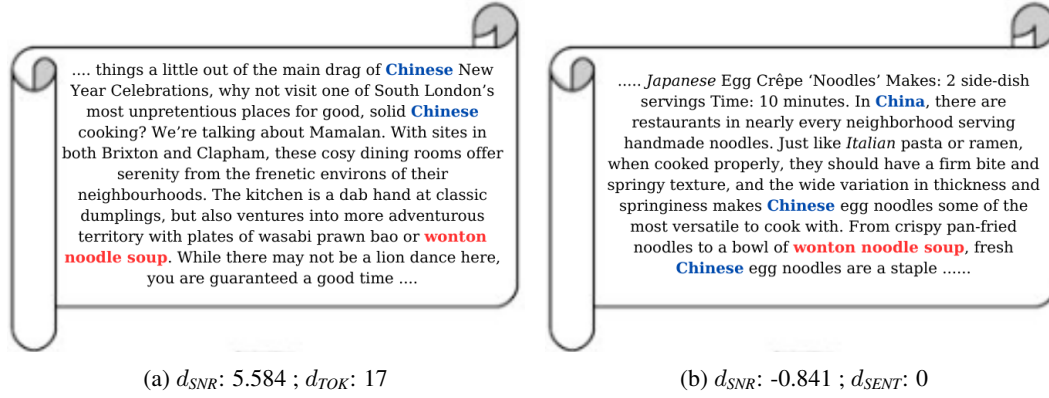 .... things a little out of the main drag of Chinese New
Year Celebrations, why not visit one of South London’s
most unpretentious places for good, solid Chinese
cooking? We’re talking about Mamalan. With sites in
both Brixton and Clapham, these cosy dining rooms offer
serenity from the frenetic environs of their
neighbourhoods. The kitchen is a dab hand at classic
dumplings, but also ventures into more adventurous
territory with plates of wasabi prawn bao or wonton
noodle soup. While there may not be a lion dance here,
you are guaranteed a good time ....
(a) dSNR: 5.584 ; dTOK: 17
..... Japanese Egg Crêpe ‘Noodles’ Makes: 2 side-dish
servings Time: 10 minutes. In China, there are
restaurants in nearly every neighborhood serving
handmade noodles. Just like Italian pasta or ramen,
when cooked properly, they should have a firm bite and
springy texture, and the wide variation in thickness and
springiness makes Chinese egg noodles some of the
most versatile to cook with. From crispy pan-fried
noodles to a bowl of wonton noodle soup, fresh
Chinese egg noodles are a staple ......
(b) dSNR: -0.841 ; dSENT: 0